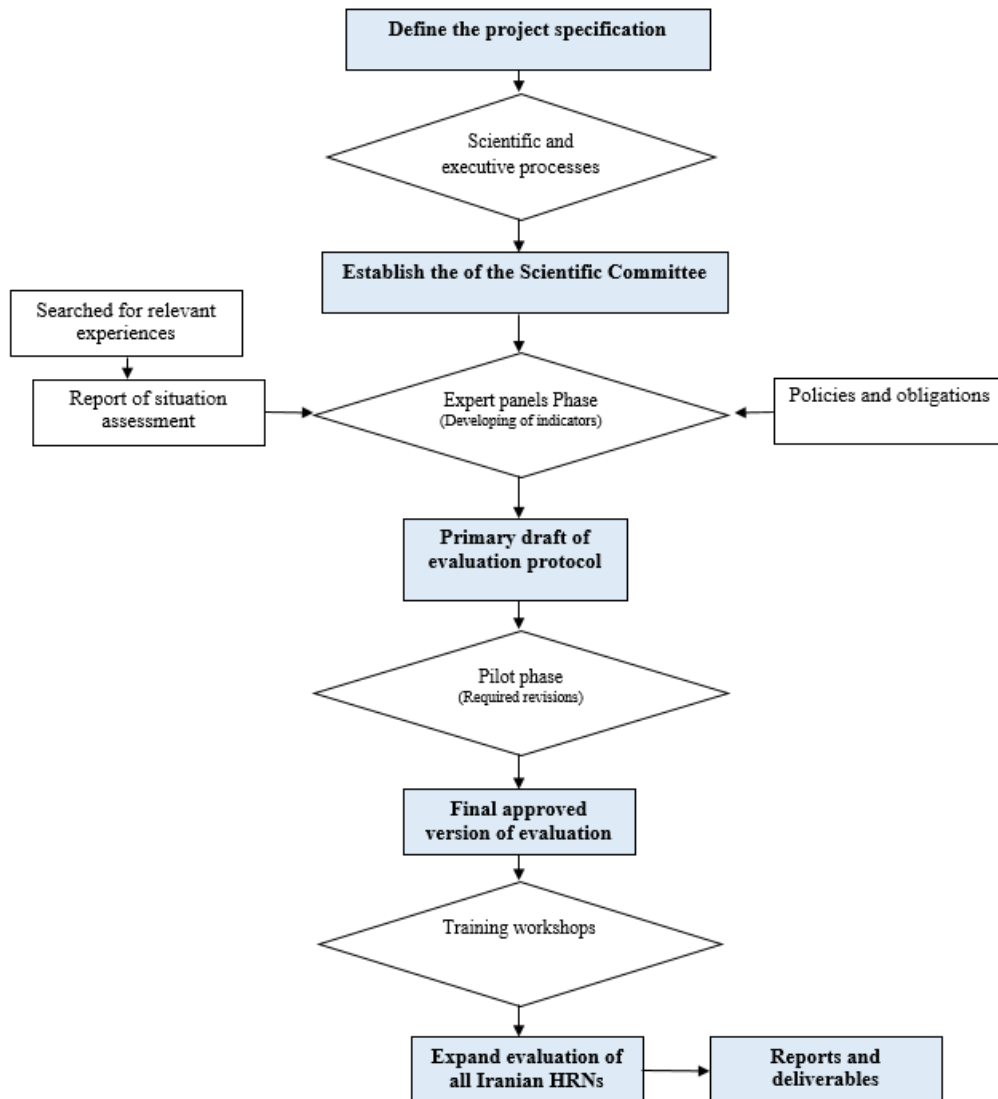 Define the project specification
Scientific and
executive processes
Establish the of the Scientific Committee
Searched for relevant
experiences
Report of situation
assessment
Expert panels Phase
(Developing of indicators)
Policies and obligations
Primary draft of
evaluation protocol
Pilot phase
(Required revisions)
Final approved
version of evaluation
Training workshops
Expand evaluation of
all Iranian HRNs
Reports and
deliverables